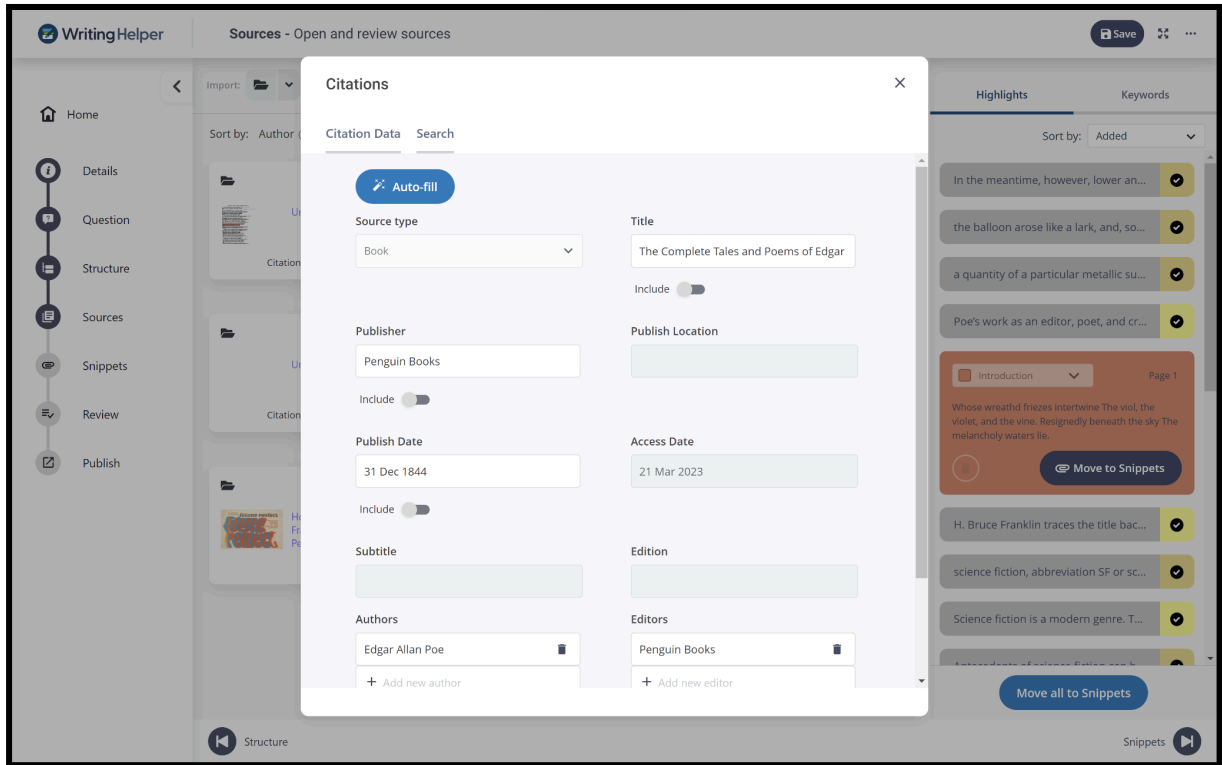 WritingHelper
Sources - Open and review sources
Save
Import:
Sort by: Author
Home
Details
Question
Structure
Sources
Snippets
Review
Publish
Citation
Citation
Citations
Citation Data
Search
Auto-fill
Source type
Book
Title
The Complete Tales and Poems of Edgar
Include
Publisher
Penguin Books
Include
Publish Location
Publish Date
31 Dec 1844
Include
Access Date
21 Mar 2023
Subtitle
Edition
Authors
Edgar Allan Poe
Add new author
Editors
Penguin Books
Add new editor
Highlights
Keywords
Sort by: Added
In the meantime, however, lower an...
the balloon arose like a lark, and, so...
a quantity of a particular metallic su...
Poe's work as an editor, poet, and cr...
Introduction
Page 1
Whose wreathd friezes intertwine The viol, the
violet, and the vine. Resignedly beneath the sky The
melancholy waters lie.
Move to Snippets
H. Bruce Franklin traces the title bac...
science fiction, abbreviation SF or sc...
Science fiction is a modern genre. T...
Antecedents of science fiction can b...
Move all to Snippets
Structure
Snippets